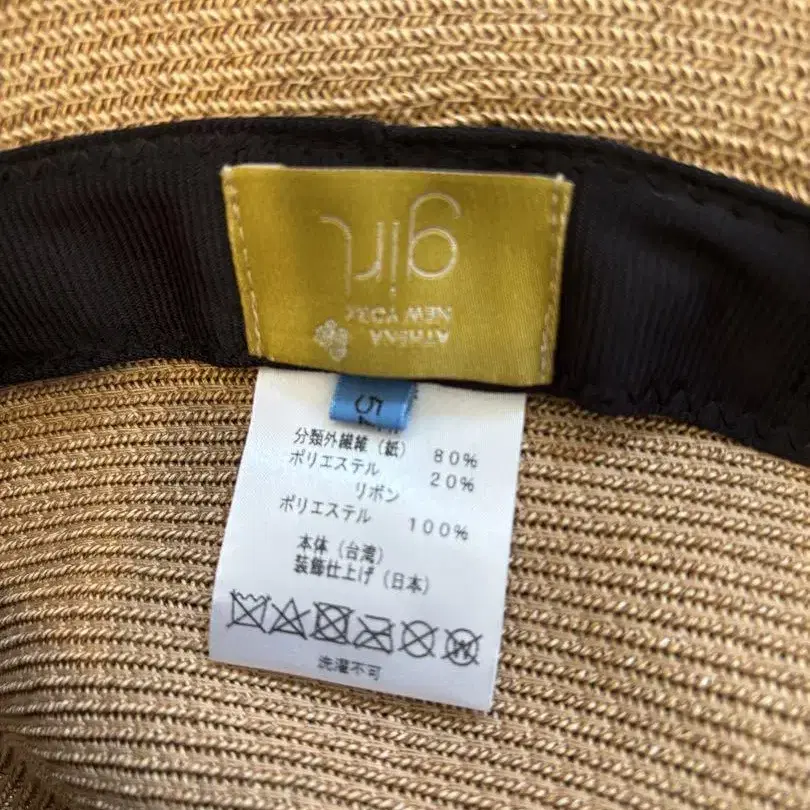 girl
ATHENA
NEW YORK
分類外繊維（紙） 80%
ポリエステル 20%
リボン
ポリエステル 100%
本体（台湾）
装飾仕上げ（日本）
W
洗濯不可